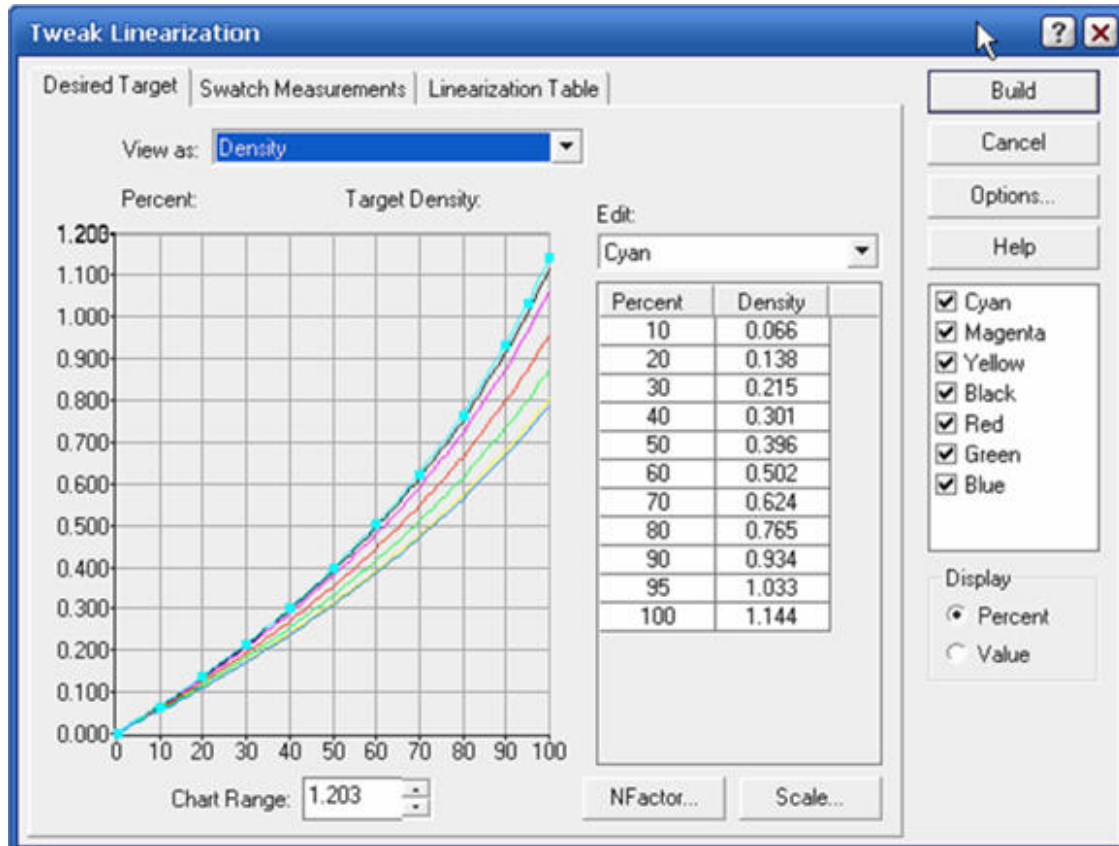 Tweak Linearization
Desired Target
Swatch Measurements
Linearization Table
View as:
Density
Percent:
Target Density:
1.203
1.100
1.000
0.900
0.800
0.700
0.600
0.500
0.400
0.300
0.200
0.100
0.000
0 10 20 30 40 50 60 70 80 90 100
Chart Range:
1.203
Edit:
Cyan
Percent Density
10 0.066
20 0.138
30 0.215
40 0.301
50 0.396
60 0.502
70 0.624
80 0.765
90 0.934
95 1.033
100 1.144
NFactor...
Scale...
Build
Cancel
Options...
Help
Cyan
Magenta
Yellow
Black
Red
Green
Blue
Display
Percent
Value